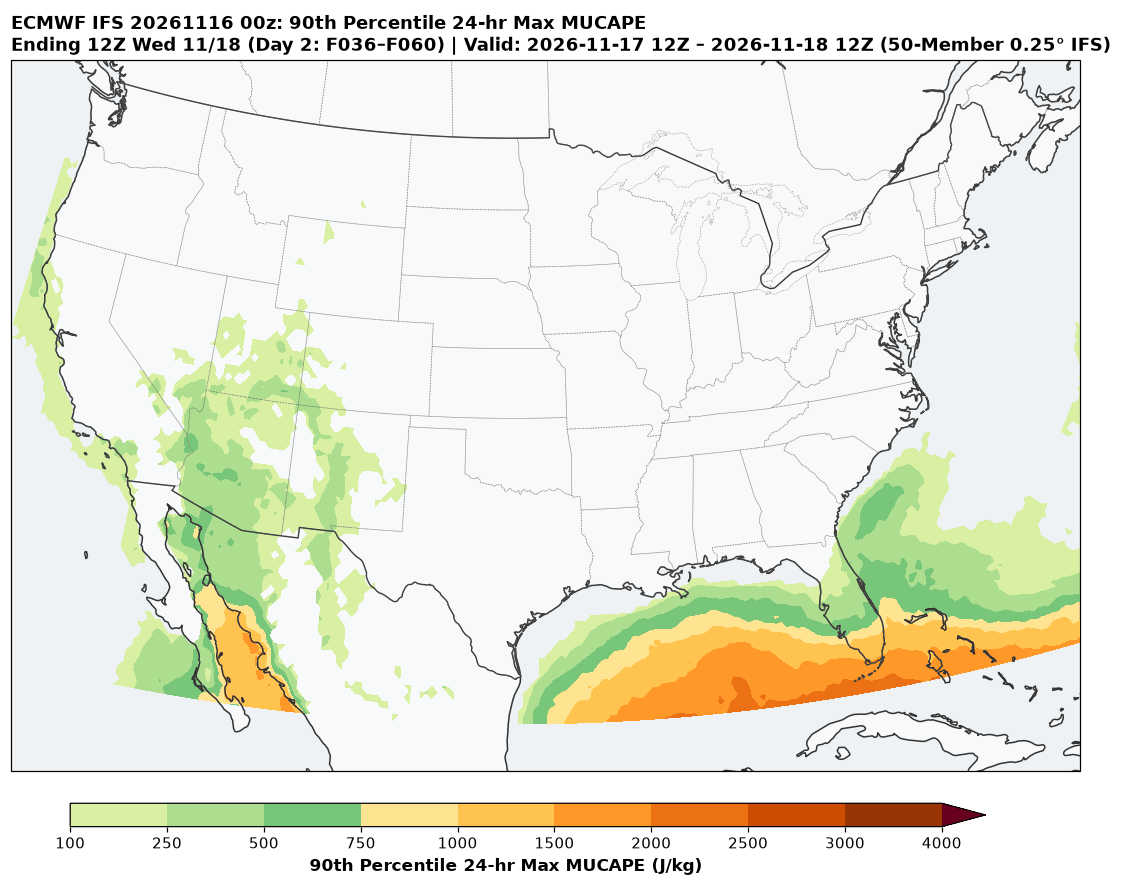 ECMWF IFS 20261116 00z: 90th Percentile 24-hr Max MUCAPE
Ending 12Z Wed 11/18 (Day 2: F036–F060) | Valid: 2026-11-17 12Z – 2026-11-18 12Z (50-Member 0.25° IFS)
100 250 500 750 1000 1500 2000 2500 3000 4000
90th Percentile 24-hr Max MUCAPE (J/kg)